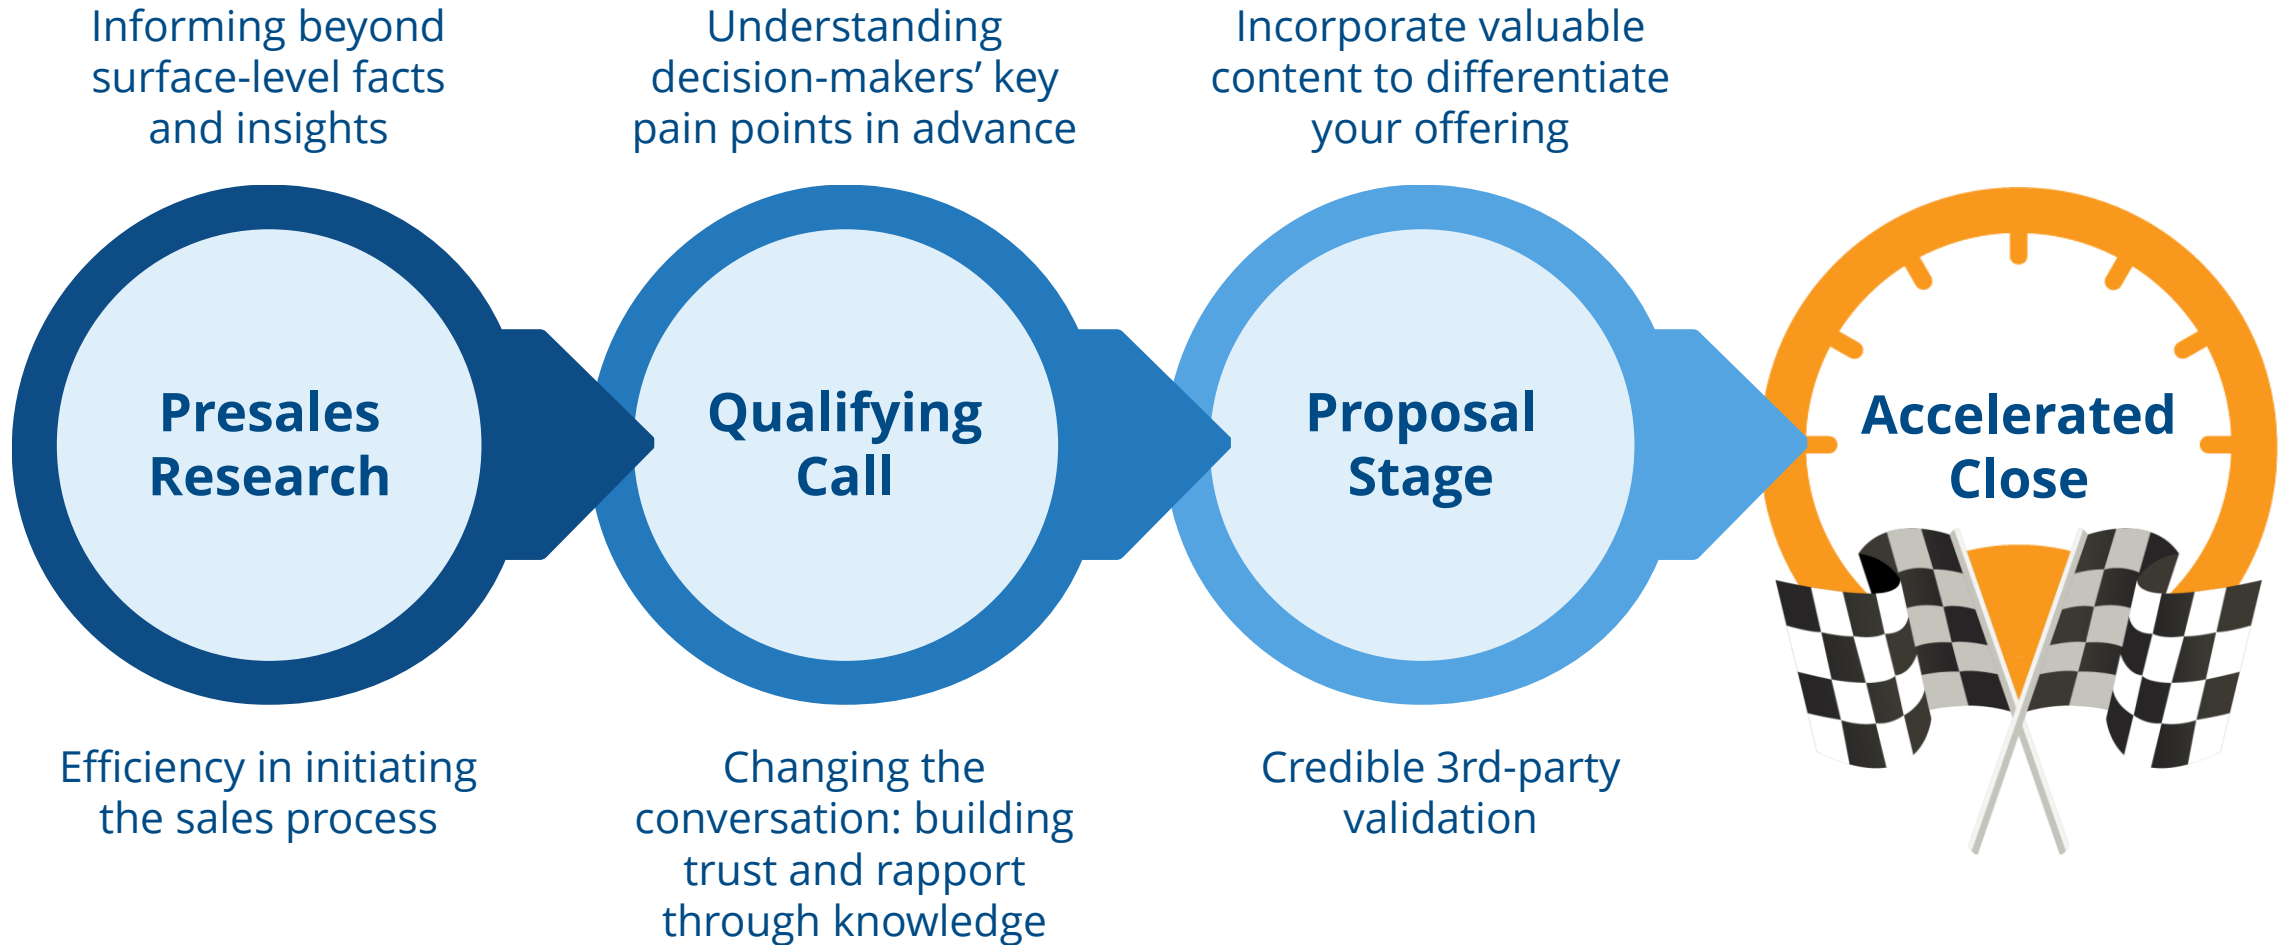 Informing beyond
surface-level facts
and insights
Understanding
decision-makers’ key
pain points in advance
Incorporate valuable
content to differentiate
your offering
Presales
Research
Qualifying
Call
Proposal
Stage
Accelerated
Close
Efficiency in initiating
the sales process
Changing the
conversation: building
trust and rapport
through knowledge
Credible 3rd-party
validation